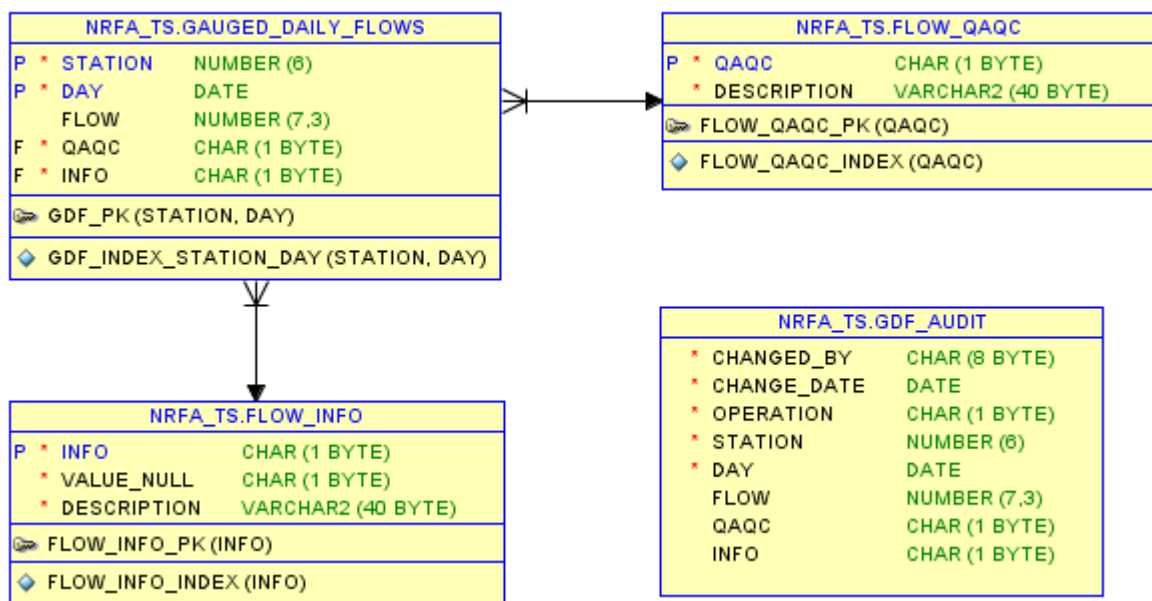 NRFA_TS.GAUGED_DAILY_FLOWS
P * STATION NUMBER (6)
P * DAY DATE
FLOW NUMBER (7,3)
F * QAQC CHAR (1 BYTE)
F * INFO CHAR (1 BYTE)
GDF_PK (STATION, DAY)
GDF_INDEX_STATION_DAY (STATION, DAY)
NRFA_TS.FLOW_QAQC
P * QAQC CHAR (1 BYTE)
* DESCRIPTION VARCHAR2 (40 BYTE)
FLOW_QAQC_PK (QAQC)
FLOW_QAQC_INDEX (QAQC)
NRFA_TS.FLOW_INFO
P * INFO CHAR (1 BYTE)
* VALUE_NULL CHAR (1 BYTE)
* DESCRIPTION VARCHAR2 (40 BYTE)
FLOW_INFO_PK (INFO)
FLOW_INFO_INDEX (INFO)
NRFA_TS.GDF_AUDIT
* CHANGED_BY CHAR (8 BYTE)
* CHANGE_DATE DATE
* OPERATION CHAR (1 BYTE)
* STATION NUMBER (6)
* DAY DATE
FLOW NUMBER (7,3)
QAQC CHAR (1 BYTE)
INFO CHAR (1 BYTE)